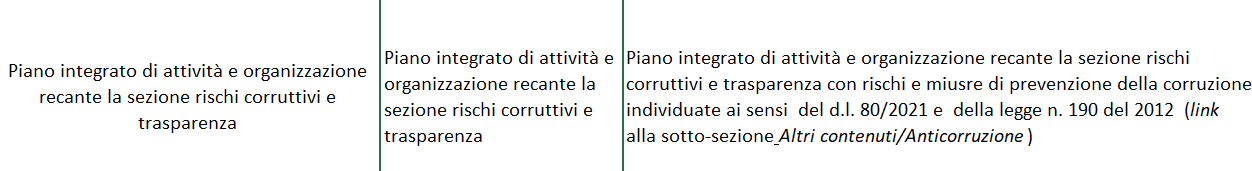 Piano integrato di attività e organizzazione
recante la sezione rischi corruttivi e
trasparenza
Piano integrato di attività e
organizzazione recante la
sezione rischi corruttivi e
trasparenza
Piano integrato di attività e organizzazione recante la sezione rischi
corruttivi e trasparenza con rischi e miusre di prevenzione della corruzione
individuate ai sensi  del d.l. 80/2021 e  della legge n. 190 del 2012  (link
alla sotto-sezione Altri contenuti/Anticorruzione )